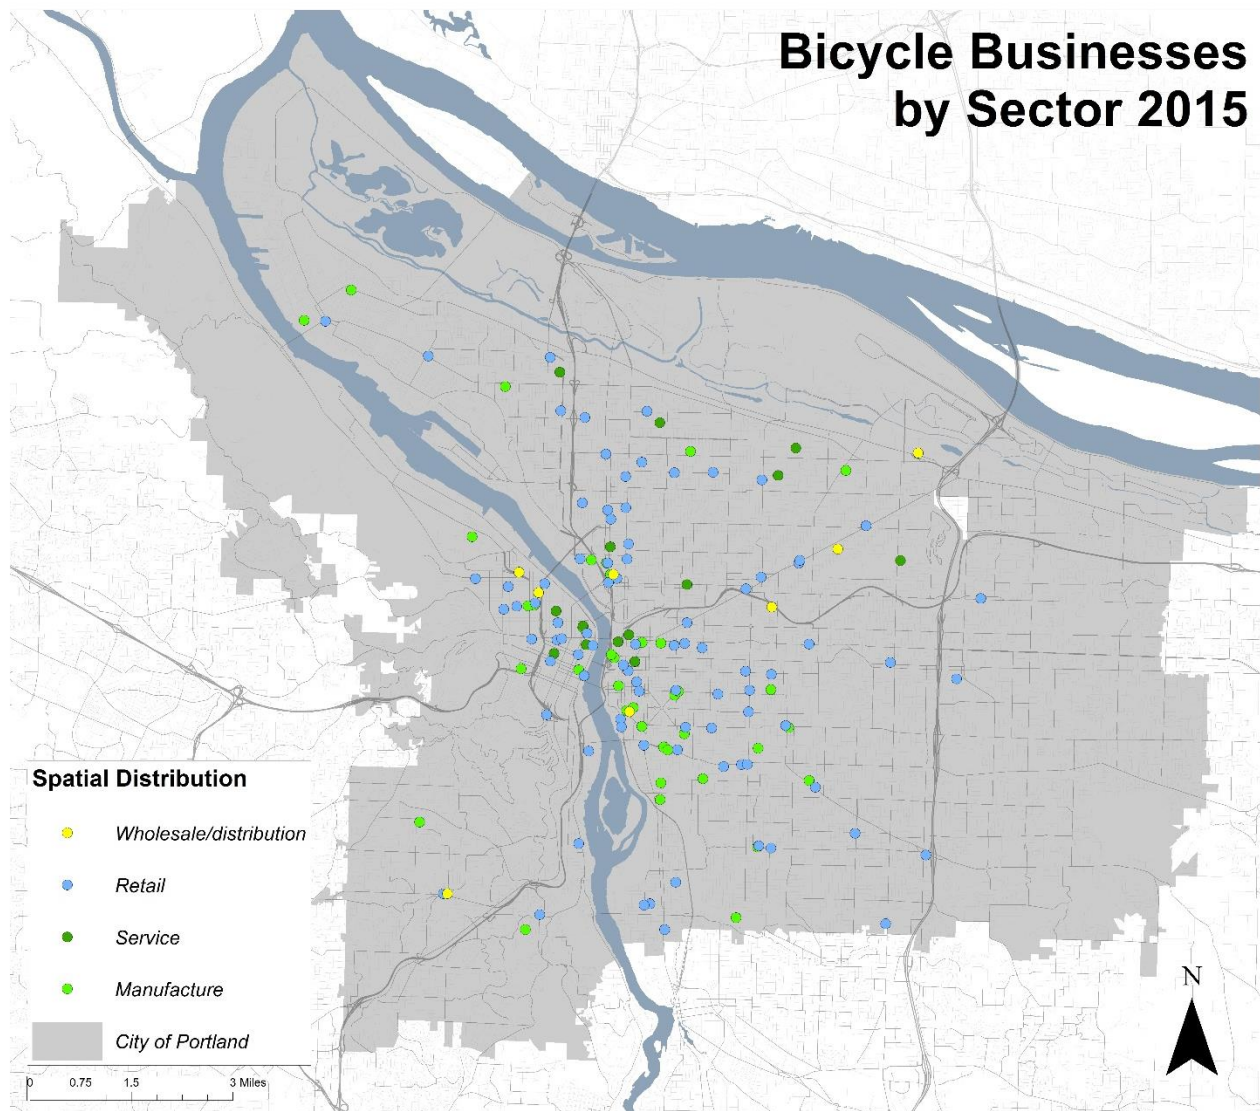 Bicycle Businesses
by Sector 2015
Spatial Distribution
Wholesale/distribution
Retail
Service
Manufacture
City of Portland
0 0.75 1.5 3 Miles
N